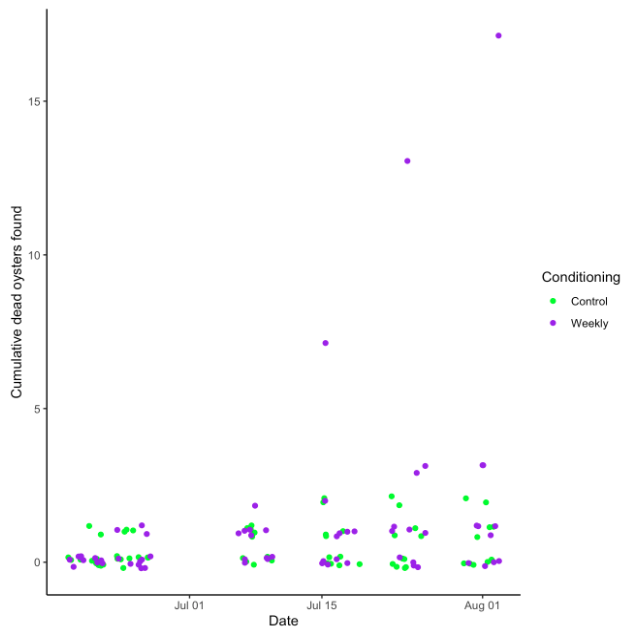 15
10
5
0
Cumulative dead oysters found
Jul 01
Jul 15
Aug 01
Date
Conditioning
Control
Weekly